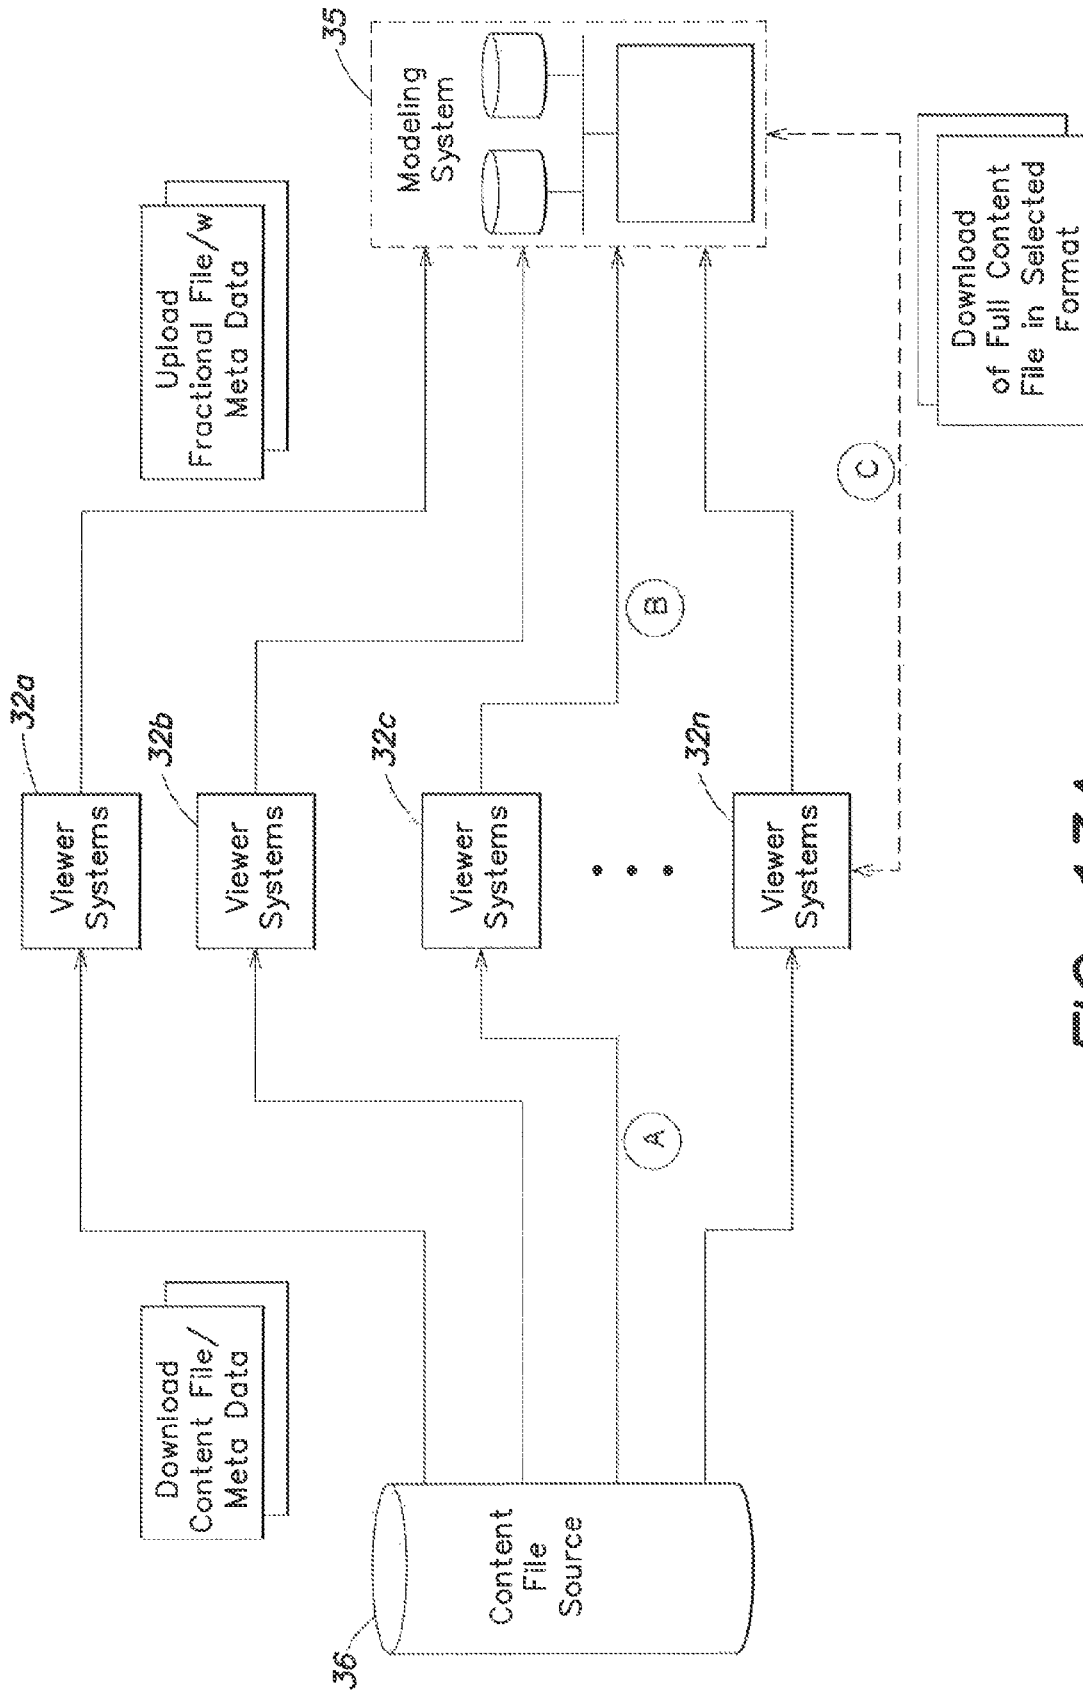 32a
Viewer
Systems
Download
Content File/
Meta Data
Upload
Fractional File/w
Meta Data
32b
Viewer
Systems
36
35
32c
Viewer
Systems
Modeling
System
Content
File
Source
A
B
32n
Viewer
Systems
C
Download
of Full Content
File in Selected
Format